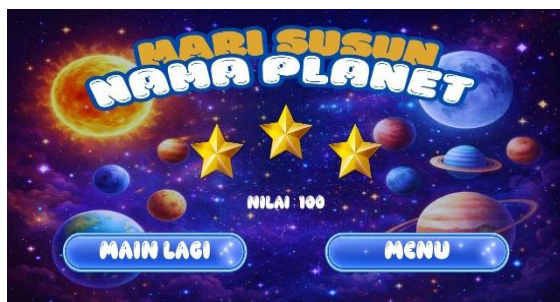 MARI SUSUN
NAMA PLANET
NILAI : 100
MAIN LAGI
MENU